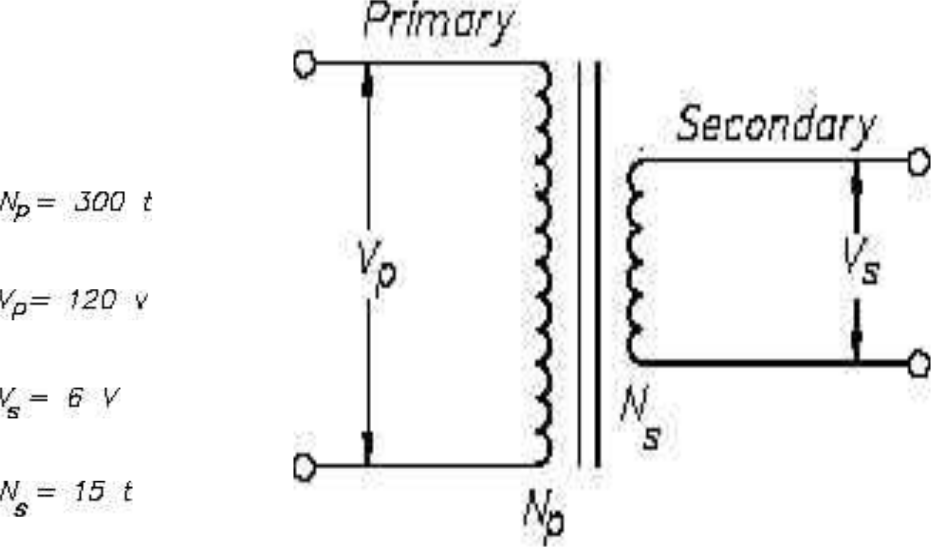 Primary
Secondary
Np = 300 t
Vp = 120 v
Vs = 6 V
Ns = 15 t
Vp
Vs
Ns
Np